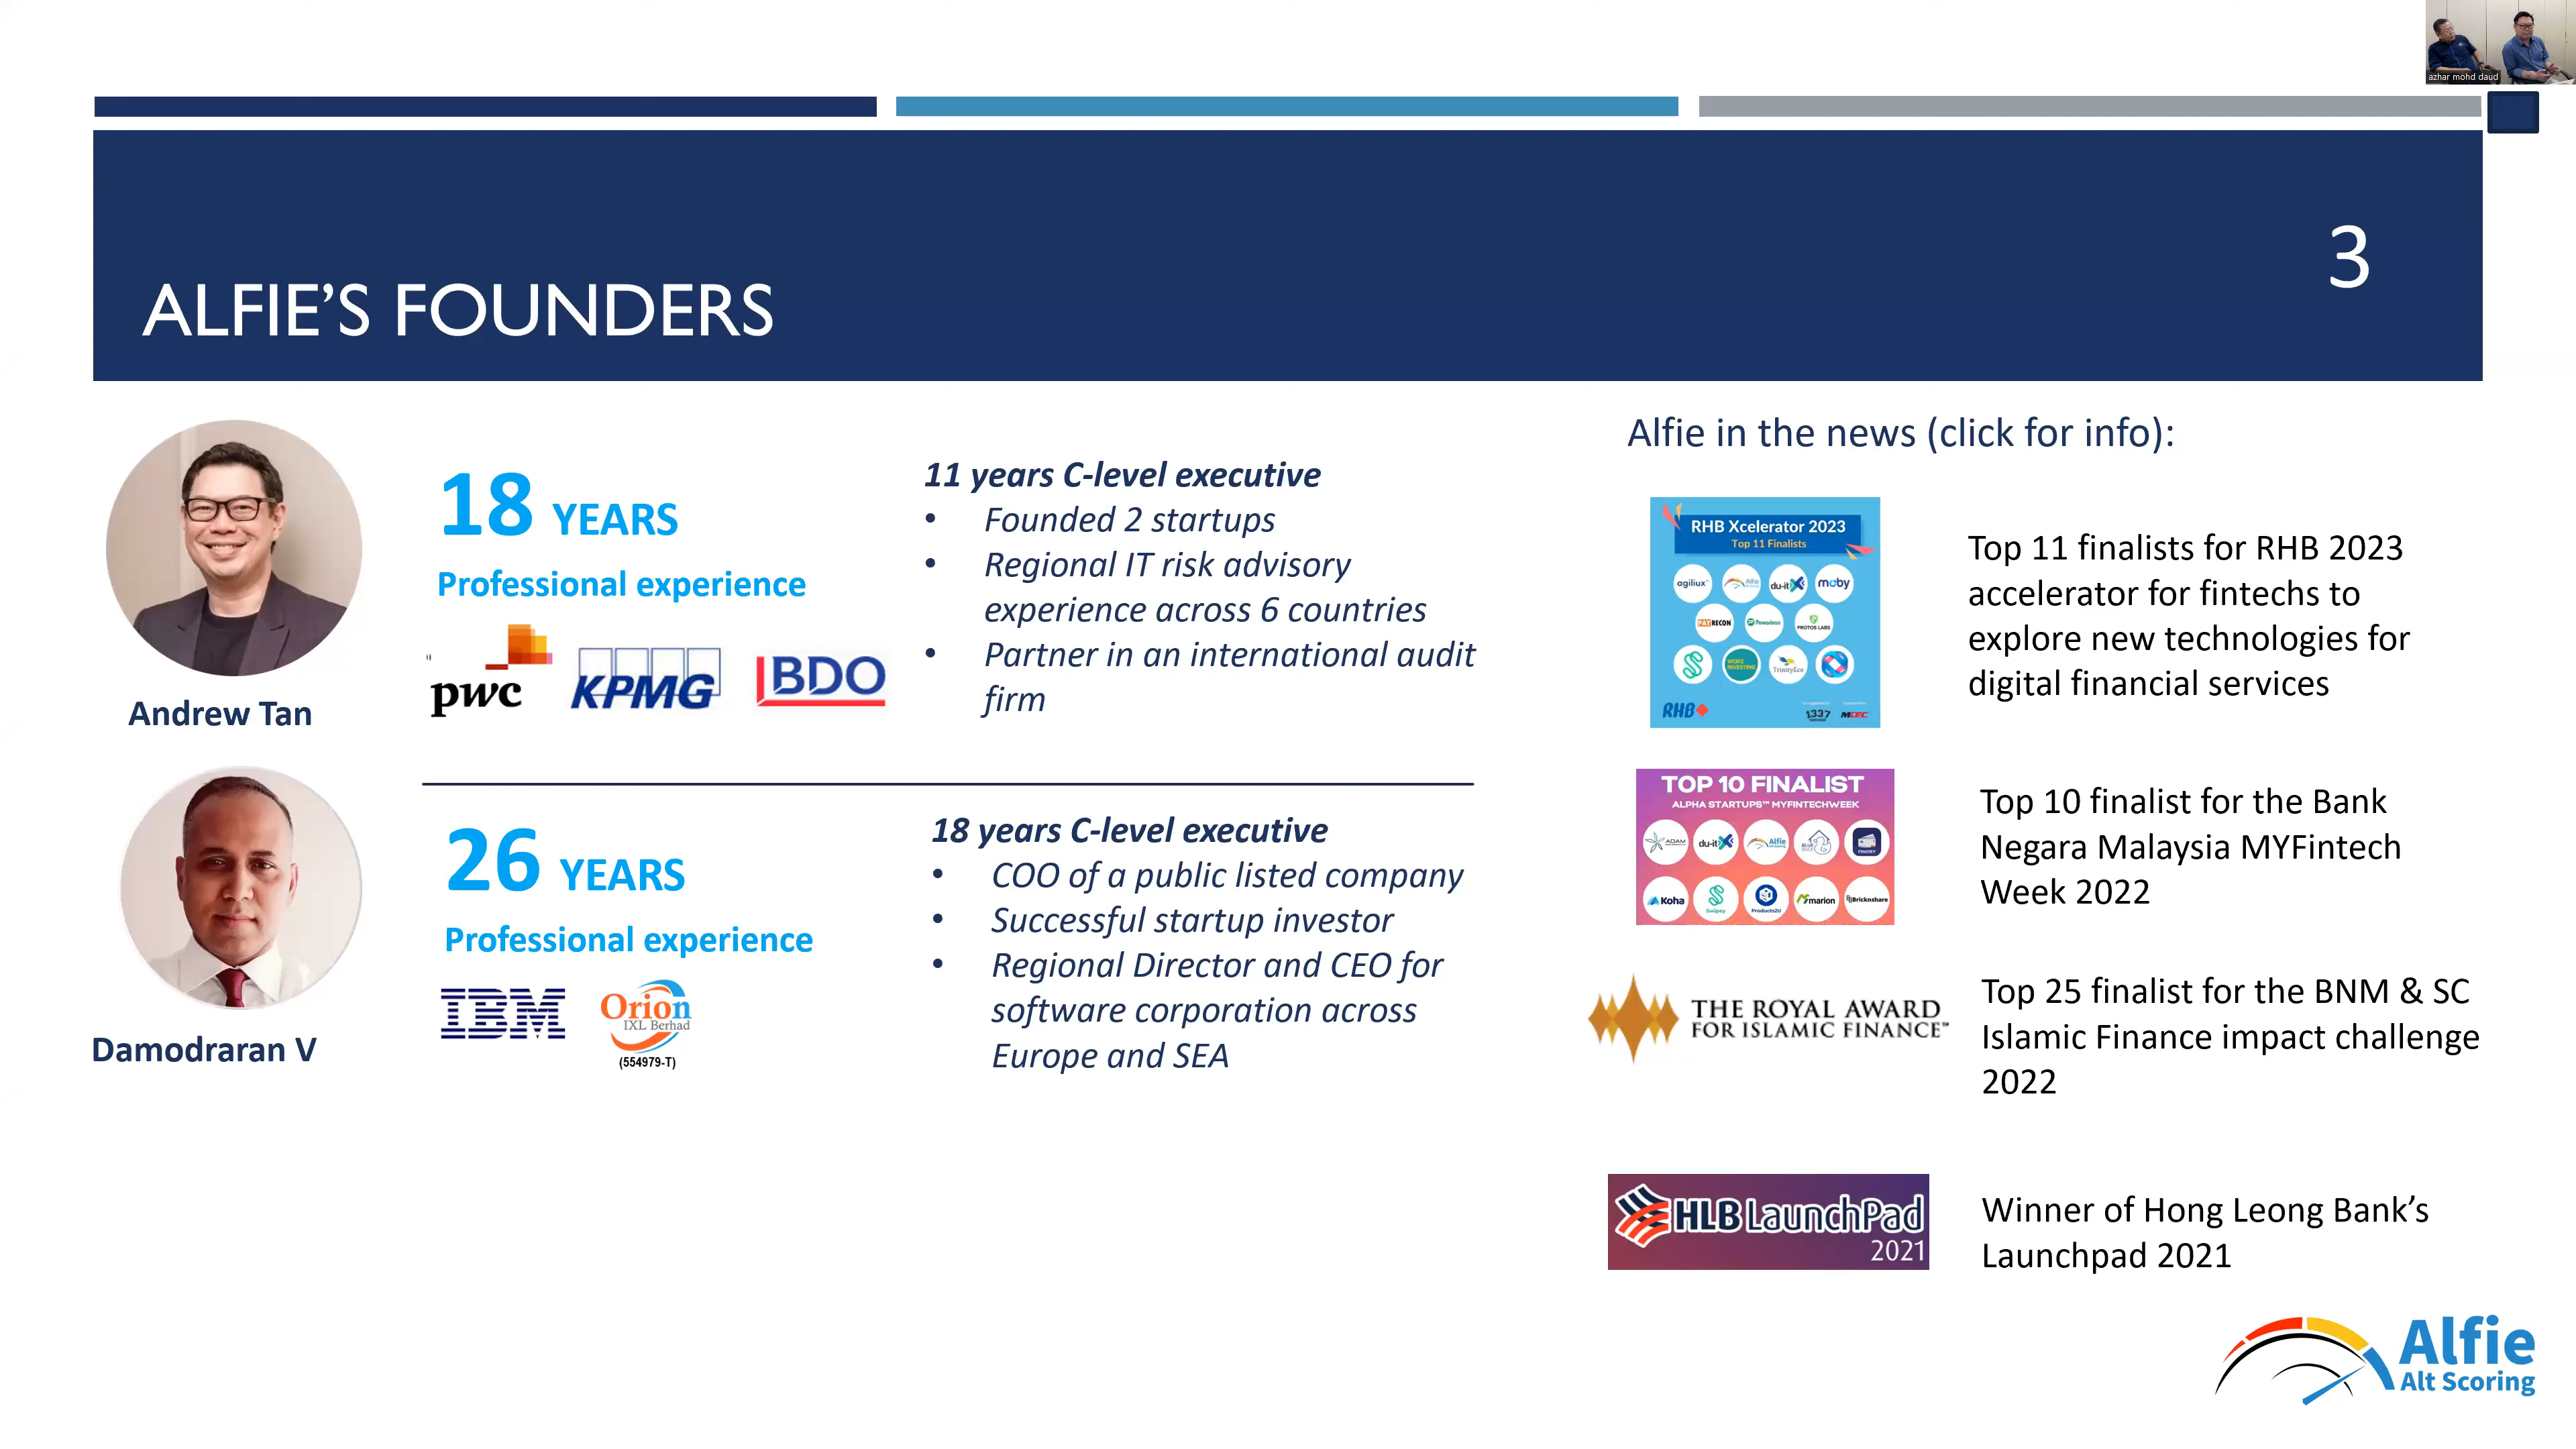 azhar mohd daud
3
ALFIE’S FOUNDERS
Andrew Tan
18 YEARS
Professional experience
pwc
KPMG
BDO
11 years C-level executive
• Founded 2 startups
• Regional IT risk advisory
experience across 6 countries
• Partner in an international audit
firm
Damodraran V
26 YEARS
Professional experience
IBM
Orion
IXL Berhad
(554979-T)
18 years C-level executive
• COO of a public listed company
• Successful startup investor
• Regional Director and CEO for
software corporation across
Europe and SEA
Alfie in the news (click for info):
RHB Xcelerator 2023
Top 11 Finalists
agiliux
Alfie
du-it
moby
PAYRECON
PROTOS LABS
WOKE
INVESTING
TrinityEco
RHB
1337
MDEC
Top 11 finalists for RHB 2023
accelerator for fintechs to
explore new technologies for
digital financial services
TOP 10 FINALIST
ALPHA STARTUPS™ MYFINTECHWEEK
ADAM
du-it
Alfie
Koha
Swipey
Products2U
marion
Bricknshare
Top 10 finalist for the Bank
Negara Malaysia MYFintech
Week 2022
THE ROYAL AWARD
FOR ISLAMIC FINANCE™
Top 25 finalist for the BNM & SC
Islamic Finance impact challenge
2022
HLB LaunchPad
2021
Winner of Hong Leong Bank’s
Launchpad 2021
Alfie
Alt Scoring